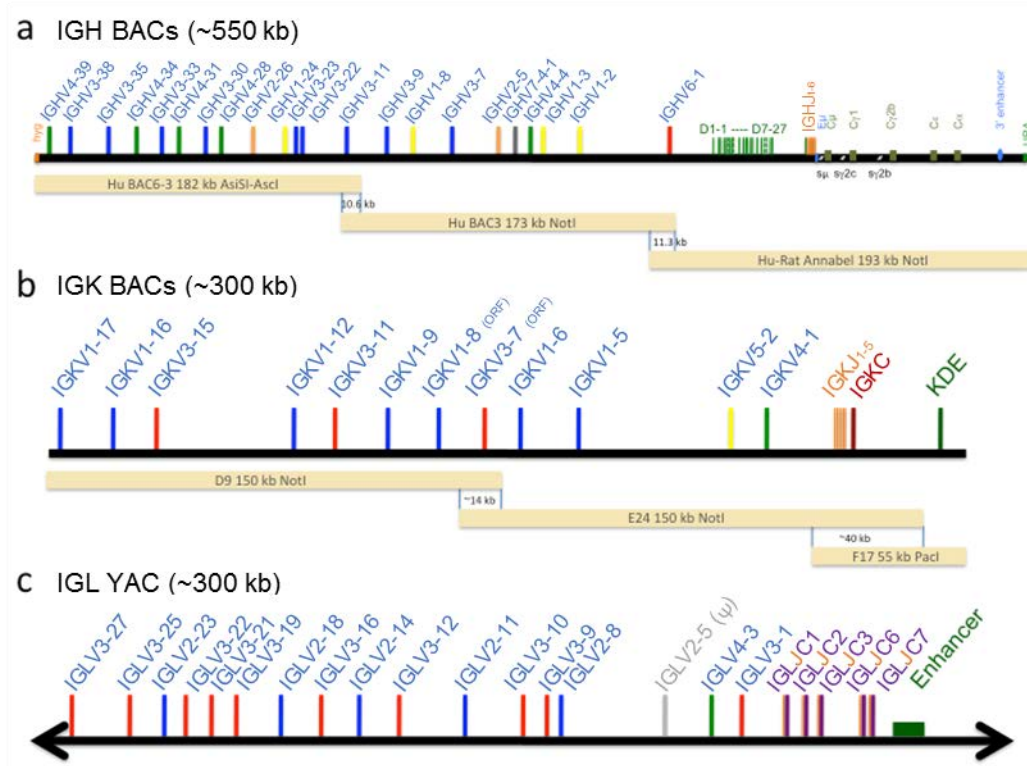 a IGH BACs (~550 kb)
IGHV4-39
IGHV3-38
IGHV3-35
IGHV4-34
IGHV3-33
IGHV4-31
IGHV3-30
IGHV4-28
IGHV2-26
IGHV1-24
IGHV3-23
IGHV3-22
IGHV3-11
IGHV3-9
IGHV1-8
IGHV3-7
IGHV2-5
IGHV7-4-1
IGHV4-4
IGHV1-3
IGHV1-2
IGHV6-1
D1-1 ---- D7-27
IGHJ1-6
Eμ
Cμ
Cγ1
Cγ2b
Cε
Cα
3' enhancer
hyg
sμ sγ2c sγ2b
Hu BAC6-3 182 kb AsiSI-AscI
10.6 kb
Hu BAC3 173 kb NotI
11.3 kb
Hu-Rat Annabel 193 kb NotI
b IGK BACs (~300 kb)
IGKV1-17
IGKV1-16
IGKV3-15
IGKV1-12
IGKV3-11
IGKV1-9
IGKV1-8 (ORF)
IGKV3-7 (ORF)
IGKV1-6
IGKV1-5
IGKV5-2
IGKV4-1
IGKJ1-5
IGKC
KDE
D9 150 kb NotI
~14 kb
E24 150 kb NotI
~40 kb
F17 55 kb PacI
c IGL YAC (~300 kb)
IGLV3-27
IGLV3-25
IGLV2-23
IGLV3-22
IGLV3-21
IGLV3-19
IGLV2-18
IGLV3-16
IGLV2-14
IGLV3-12
IGLV2-11
IGLV3-10
IGLV3-9
IGLV2-8
IGLV2-5 (ψ)
IGLV4-3
IGLV3-1
IGLJC1
IGLJC2
IGLJC3
IGLJC6
IGLJC7
Enhancer